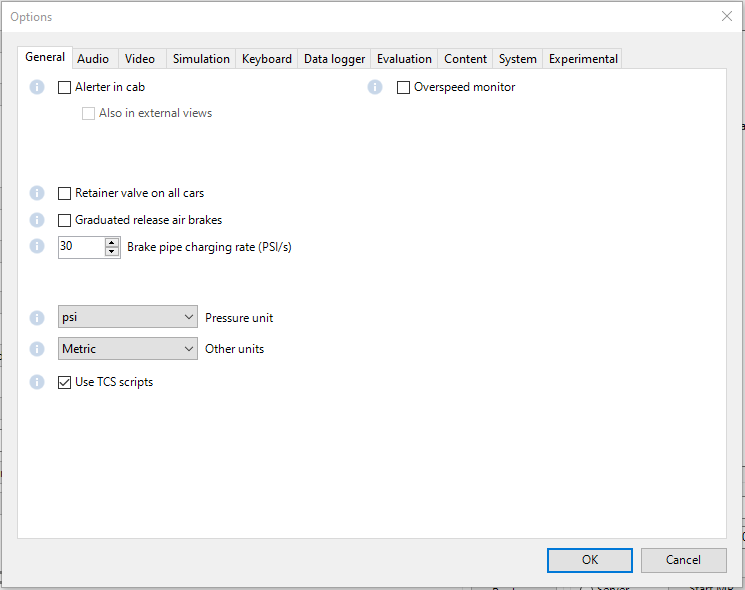 Options
General Audio Video Simulation Keyboard Data logger Evaluation Content System Experimental
Alerter in cab
Overspeed monitor
Also in external views
Retainer valve on all cars
Graduated release air brakes
30 Brake pipe charging rate (PSI/s)
psi Pressure unit
Metric Other units
Use TCS scripts
OK Cancel